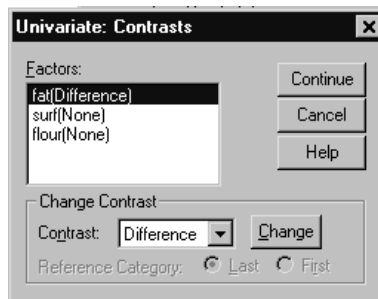 Univariate: Contrasts
Factors:
fat(Difference)
surf(None)
flour(None)
Continue
Cancel
Help
Change Contrast
Contrast: Difference Change
Reference Category: Last First